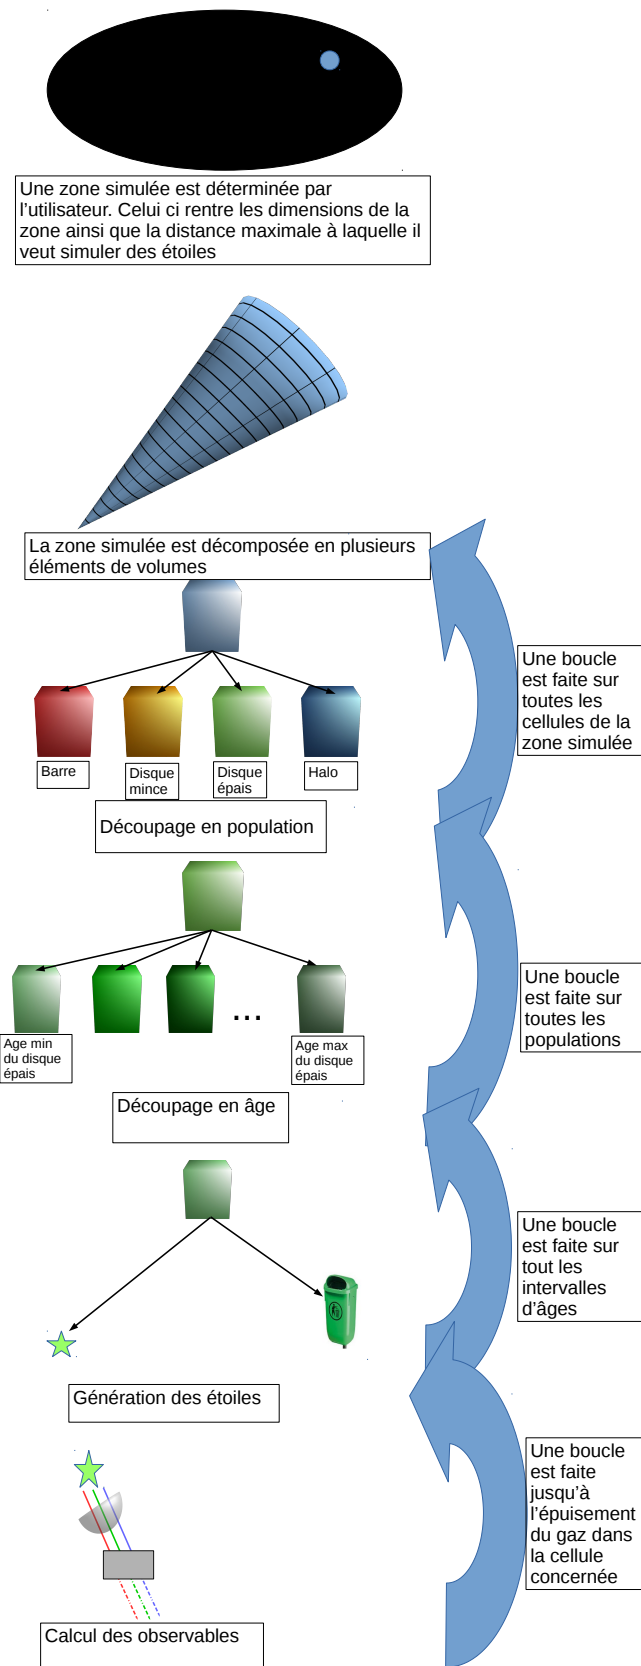 Une zone simulée est déterminée par
l'utilisateur. Celui ci rentre les dimensions de la
zone ainsi que la distance maximale à laquelle il
veut simuler des étoiles
La zone simulée est décomposée en plusieurs
éléments de volumes
Une boucle
est faite sur
toutes les
cellules de la
zone simulée
Barre
Disque
mince
Disque
épais
Halo
Découpage en population
Une boucle
est faite sur
toutes les
populations
...
Age min
du disque
épais
Age max
du disque
épais
Découpage en âge
Une boucle
est faite sur
tout les
intervalles
d'âges
Génération des étoiles
Une boucle
est faite
jusqu'à
l'épuisement
du gaz dans
la cellule
concernée
Calcul des observables